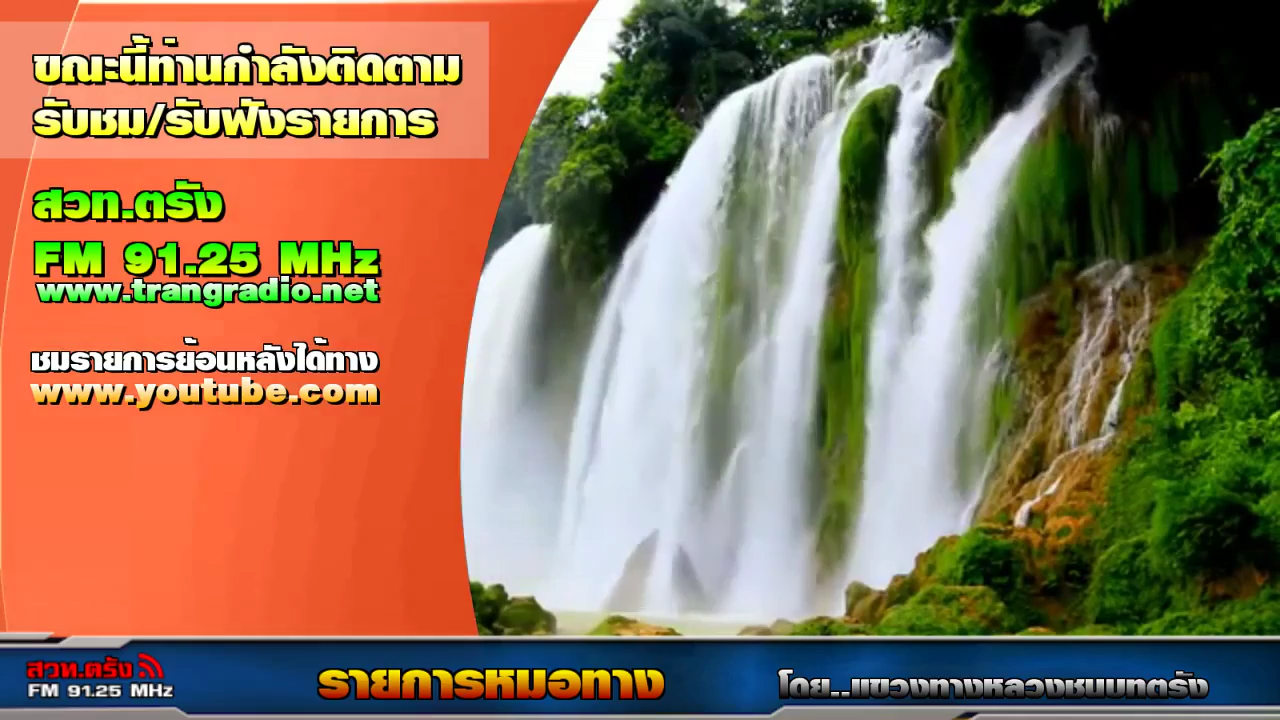 ขณะนี้ท่านกำลังติดตาม
รับชม/รับฟังรายการ
สวท.ตรัง
FM 91.25 MHz
www.trangradio.net
ชมรายการย้อนหลังได้ทาง
www.youtube.com
สวท.ตรัง
FM 91.25 MHz
รายการหมอทาง
โดย..แขวงทางหลวงชนบทตรัง